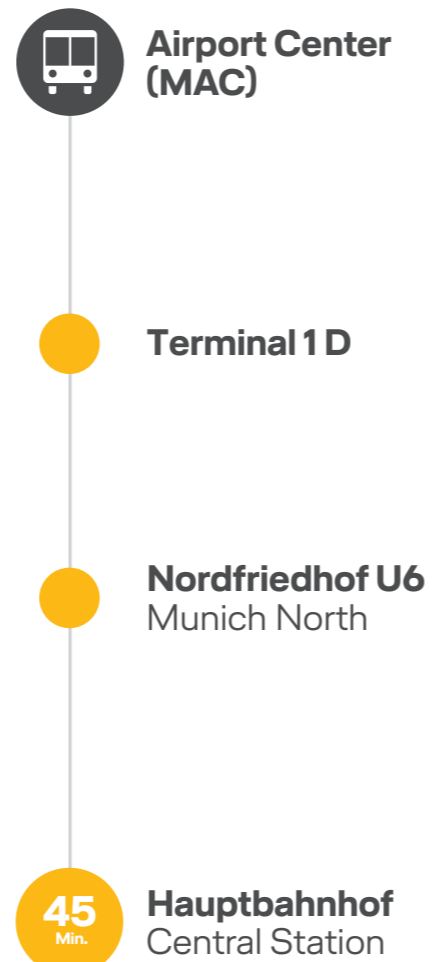 Airport Center
(MAC)
Terminal 1 D
Nordfriedhof U6
Munich North
45
Min.
Hauptbahnhof
Central Station